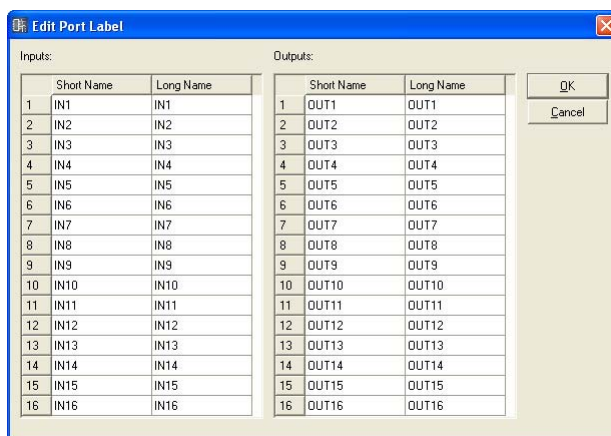 Edit Port Label
Inputs:
Short Name Long Name
1 IN1 IN1
2 IN2 IN2
3 IN3 IN3
4 IN4 IN4
5 IN5 IN5
6 IN6 IN6
7 IN7 IN7
8 IN8 IN8
9 IN9 IN9
10 IN10 IN10
11 IN11 IN11
12 IN12 IN12
13 IN13 IN13
14 IN14 IN14
15 IN15 IN15
16 IN16 IN16
Outputs:
Short Name Long Name
1 OUT1 OUT1
2 OUT2 OUT2
3 OUT3 OUT3
4 OUT4 OUT4
5 OUT5 OUT5
6 OUT6 OUT6
7 OUT7 OUT7
8 OUT8 OUT8
9 OUT9 OUT9
10 OUT10 OUT10
11 OUT11 OUT11
12 OUT12 OUT12
13 OUT13 OUT13
14 OUT14 OUT14
15 OUT15 OUT15
16 OUT16 OUT16
OK
Cancel